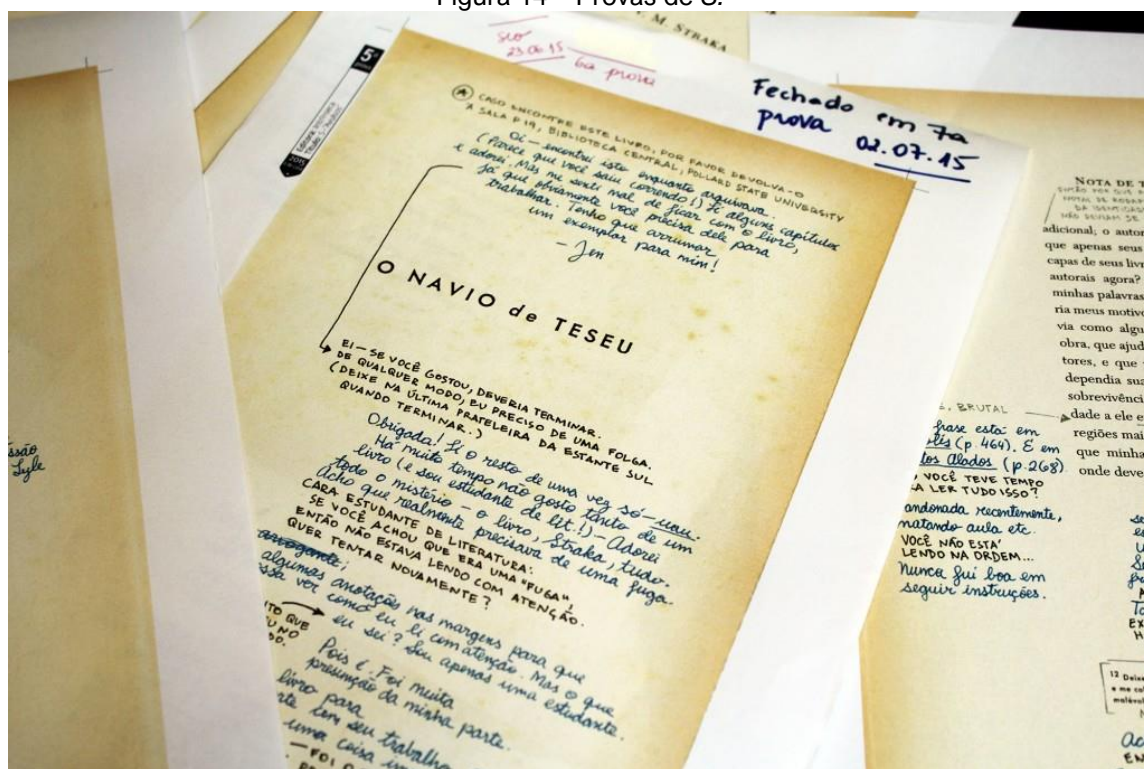 Figura 14 – Provas de S.
M. STRAKA
23.06.15
6a prova
Fechado em 7a
prova 02.07.15
5ª
2015
CASO ENCONTRE ESTE LIVRO, POR FAVOR DEVOLVA-O
À SALA P19, BIBLIOTECA CENTRAL, POLLARD STATE UNIVERSITY
Oi — encontrei isto enquanto arquivava.
(Parece que você saiu correndo!) Li alguns capítulos
e adorei. Mas me senti mal de ficar com o livro,
já que obviamente você precisa dele para
trabalhar. Tenho que arrumar
um exemplar para mim!
– Jen
O NAVIO de TESEU
EI — SE VOCÊ GOSTOU, DEVERIA TERMINAR.
DE QUALQUER MODO, EU PRECISO DE UMA FOLGA.
(DEIXE NA ÚLTIMA PRATELEIRA DA ESTANTE SUL
QUANDO TERMINAR.)
Obrigada! Li o resto de uma vez só — uau.
Há muito tempo não gosto tanto de um
livro (e sou estudante de lit.!) — Adorei
todo o mistério — o livro, Straka, tudo.
Acho que realmente precisava de uma fuga.
CARA ESTUDANTE DE LITERATURA:
SE VOCÊ ACHOU QUE ERA UMA "FUGA",
ENTÃO NÃO ESTAVA LENDO COM ATENÇÃO.
QUER TENTAR NOVAMENTE?
arrogante;
algumas anotações nas margens para que
ver como eu li com atenção. Mas o que
eu sei? Sou apenas uma estudante.
QUE
NO
Pois é. Foi muita
presunção da minha parte.
livro para
com seu trabalho
uma coisa
— FOI
Lyle
NOTA DE
adicional; o autor
que apenas seus
capas de seus
autorais agora?
minhas palavras
ria meus motivo
via como algu
obra, que ajud
tores, e que
dependia sua
sobrevivênci
dade a ele e
regiões mai
que minha
onde deve
BRUTAL
frase está em
(p. 464). E em
Alados (p. 268)
VOCÊ TEVE TEMPO
LER TUDO ISSO?
andonada recentemente,
matando aula etc.
VOCÊ NÃO ESTÁ
LENDO NA ORDEM...
Nunca fui boa em
seguir instruções.
12 Deixe
e me